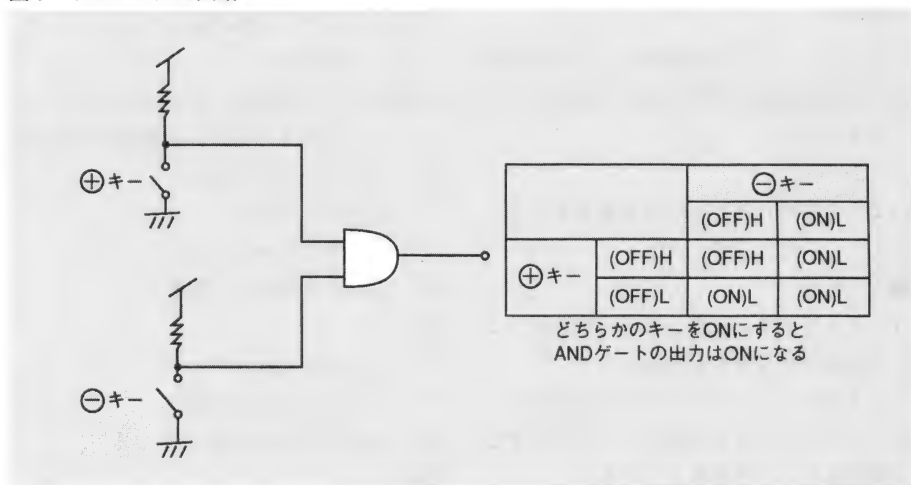 ⊕キー
⊖キー
⊖キー
(OFF)H (ON)L
⊕キー (OFF)H (OFF)H (ON)L
(OFF)L (ON)L (ON)L
どちらかのキーをONにすると
ANDゲートの出力はONになる